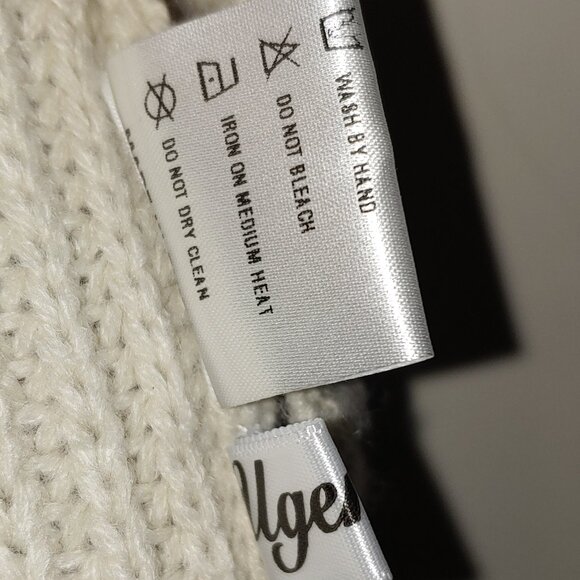 WASH BY HAND
DO NOT BLEACH
IRON ON MEDIUM HEAT
DO NOT DRY CLEAN